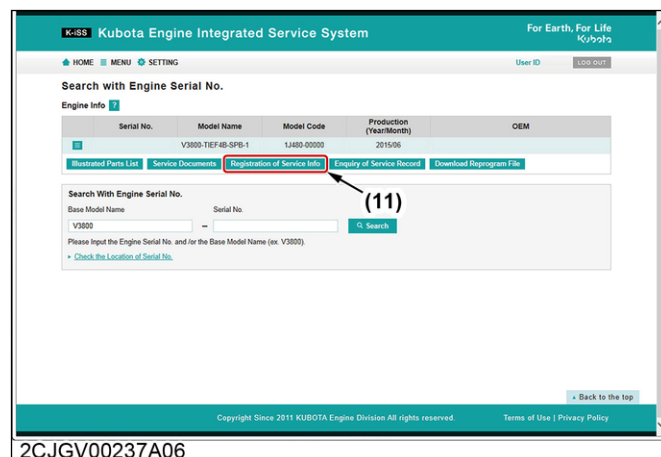 K-iSS Kubota Engine Integrated Service System
For Earth, For Life
Kubota
HOME MENU SETTING
User ID
LOG OUT
Search with Engine Serial No.
Engine Info ?
Serial No. Model Name Model Code Production (Year/Month) OEM
V3800-TIEF4B-SPB-1 1J480-00000 2015/06
Illustrated Parts List Service Documents Registration of Service Info Enquiry of Service Record Download Reprogram File
(11)
Search With Engine Serial No.
Base Model Name Serial No.
V3800 – Search
Please Input the Engine Serial No. and /or the Base Model Name (ex. V3800).
Check the Location of Serial No.
Back to the top
Copyright Since 2011 KUBOTA Engine Division All rights reserved.
Terms of Use | Privacy Policy
2CJGV00237A06